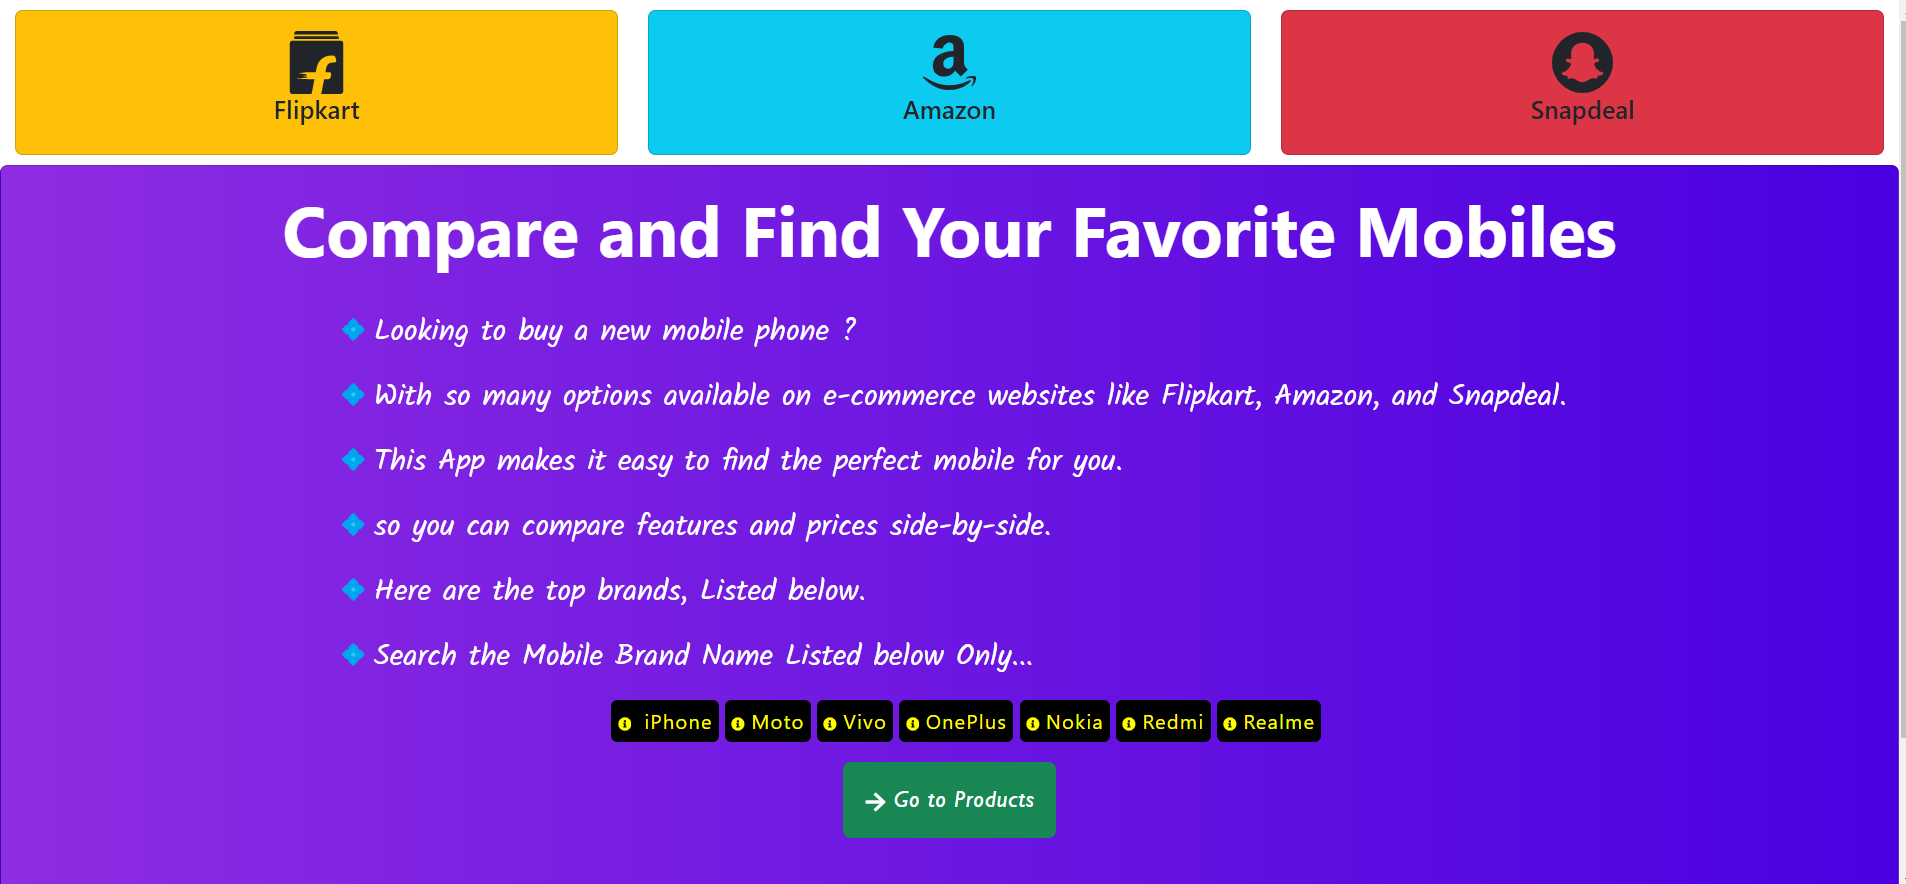 Flipkart
Amazon
Snapdeal
Compare and Find Your Favorite Mobiles
Looking to buy a new mobile phone ?
With so many options available on e-commerce websites like Flipkart, Amazon, and Snapdeal.
This App makes it easy to find the perfect mobile for you.
so you can compare features and prices side-by-side.
Here are the top brands, Listed below.
Search the Mobile Brand Name Listed below Only...
iPhone Moto Vivo OnePlus Nokia Redmi Realme
Go to Products